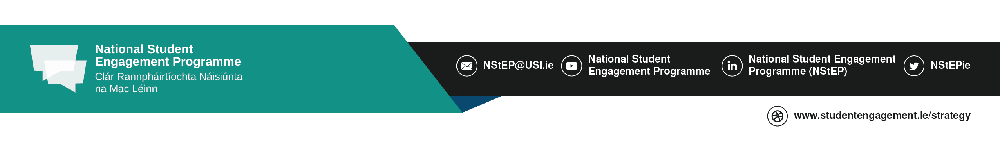 National Student
Engagement Programme
Clár Rannpháirtíochta Náisiúnta
na Mac Léinn
NStEP@USI.ie
National Student
Engagement Programme
National Student Engagement
Programme (NStEP)
NStEPie
www.studentengagement.ie/strategy